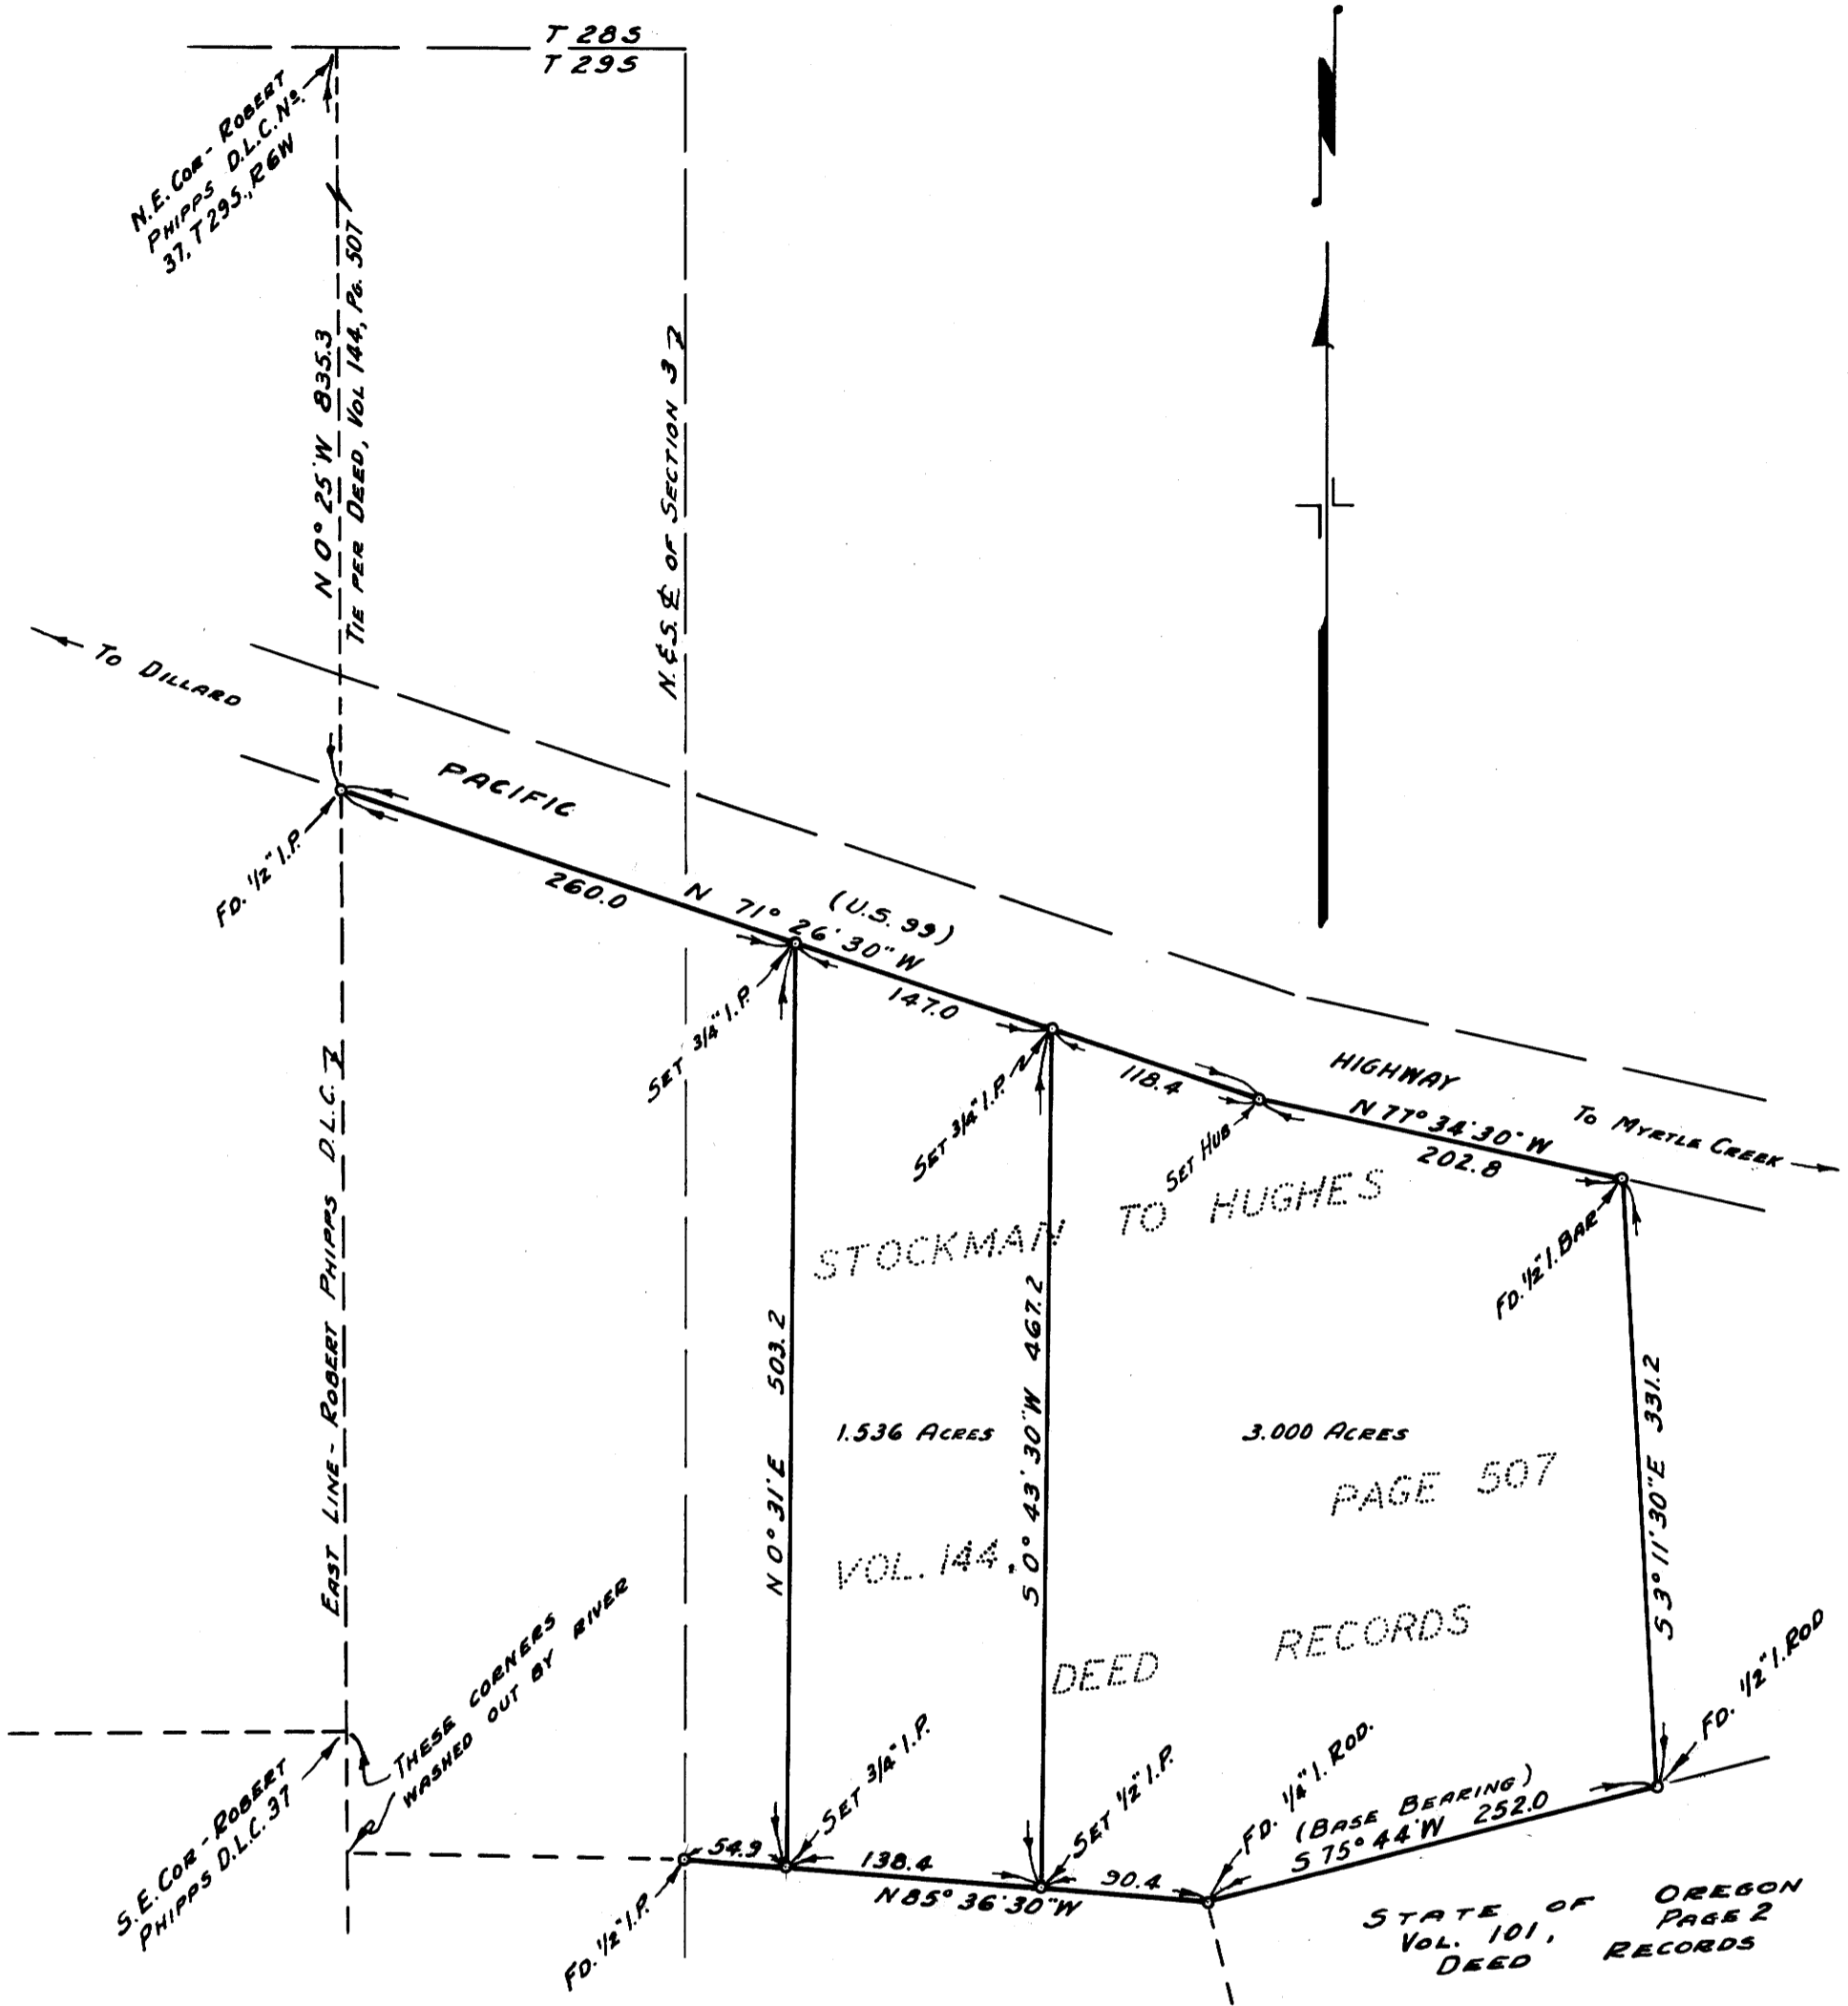 T 28S
T 29S
N.E. COR - ROBERT
PHIPPS D.L.C. Nº
37, T29S., R6W
N 0° 25' W 835.3
TIE PER DEED, VOL 144, PG. 507
N. & S. ℄ OF SECTION 3
TO DILLARD
PACIFIC
(U.S. 99)
HIGHWAY
TO MYRTLE CREEK
FD. 1/2" I.P.
260.0
N 71° 26' 30" W
147.0
118.4
N 77° 34' 30" W
202.8
SET 3/4" I.P.
SET 3/4" I.P.
SET HUB
FD. 1/2" I. BAR
STOCKMAN TO HUGHES
EAST LINE - ROBERT PHIPPS D.L.C.
N 0° 31' E 503.2
S 0° 43' 30" W 467.2
S 3° 11' 30" E 331.2
1.536 ACRES
3.000 ACRES
VOL. 144,
PAGE 507
DEED RECORDS
THESE CORNERS
WASHED OUT BY RIVER
S.E. COR - ROBERT
PHIPPS D.L.C. 37
FD. 1/2" I.P.
54.9
SET 3/4" I.P.
138.4
N 85° 36' 30" W
SET 1/2" I.P.
90.4
FD. 1/4" I. ROD.
(BASE BEARING)
S 75° 44' W 252.0
FD. 1/2" I. ROD
STATE OF OREGON
VOL. 101, PAGE 2
DEED RECORDS